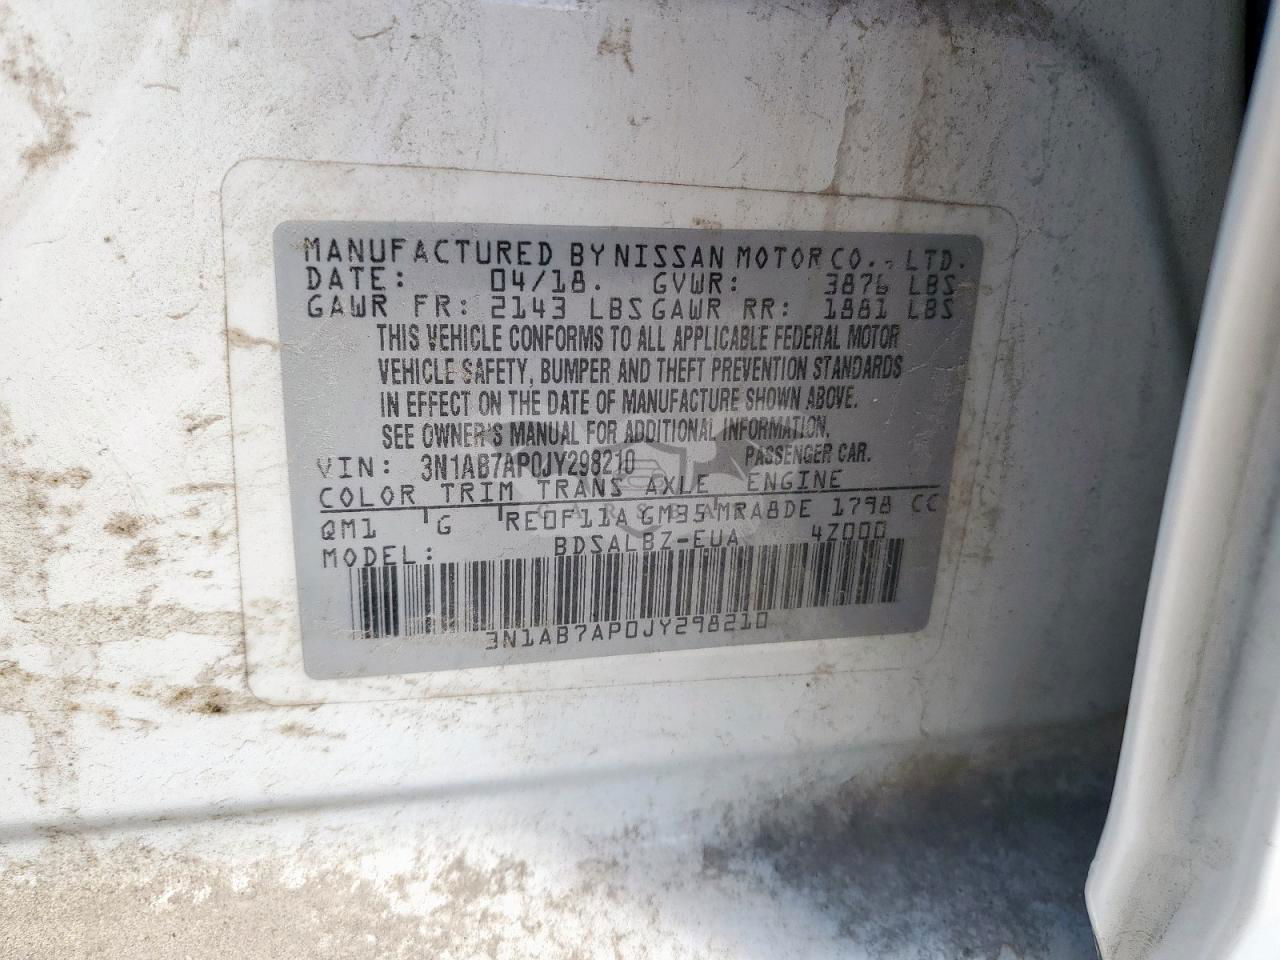 MANUFACTURED BY NISSAN MOTOR CO., LTD.
DATE: 04/18. GVWR: 3876 LBS
GAWR FR: 2143 LBS GAWR RR: 1881 LBS
THIS VEHICLE CONFORMS TO ALL APPLICABLE FEDERAL MOTOR
VEHICLE SAFETY, BUMPER AND THEFT PREVENTION STANDARDS
IN EFFECT ON THE DATE OF MANUFACTURE SHOWN ABOVE.
SEE OWNER'S MANUAL FOR ADDITIONAL INFORMATION.
VIN: 3N1AB7AP0JY298210 PASSENGER CAR.
COLOR TRIM TRANS AXLE ENGINE
QM1 G RE0F11A GM35 MRA8DE 1798 CC
MODEL: BDSALBZ-EUA 4Z000
3N1AB7AP0JY298210